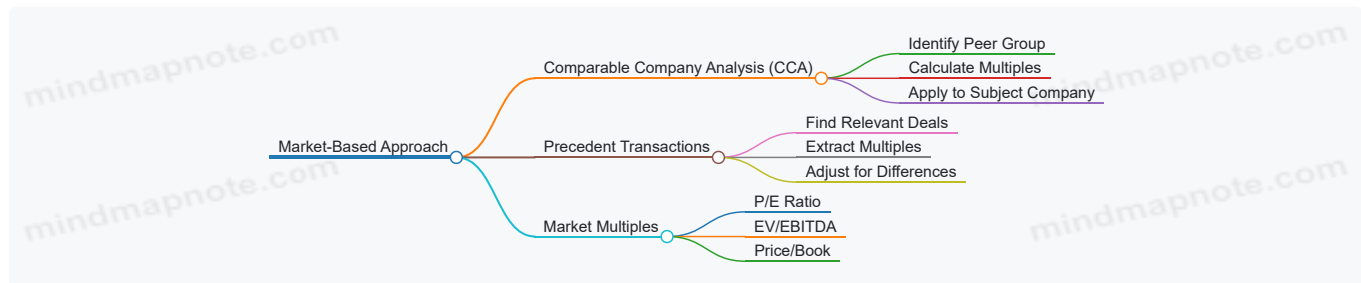 mindmapnote.com
mindmapnote.com
Market-Based Approach
Comparable Company Analysis (CCA)
Identify Peer Group
Calculate Multiples
Apply to Subject Company
Precedent Transactions
Find Relevant Deals
Extract Multiples
Adjust for Differences
Market Multiples
P/E Ratio
EV/EBITDA
Price/Book
mindmapnote.com
mindmapnote.com